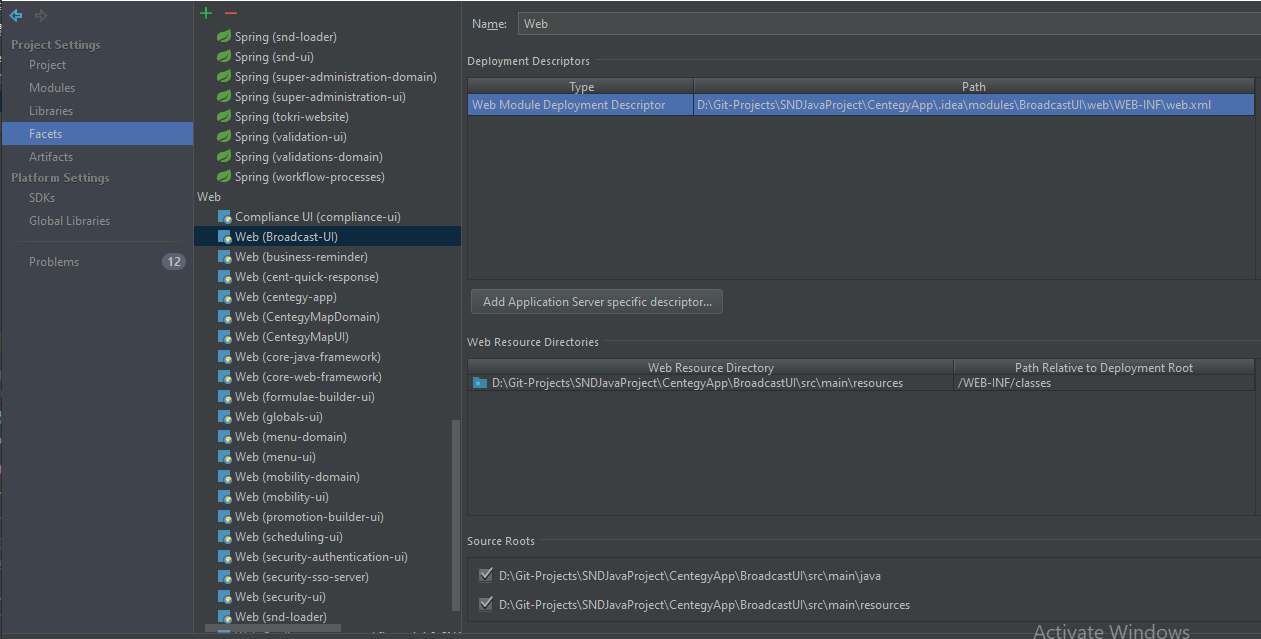 Project Settings
Project
Modules
Libraries
Facets
Artifacts
Platform Settings
SDKs
Global Libraries
Problems 12
Spring (snd-loader)
Spring (snd-ui)
Spring (super-administration-domain)
Spring (super-administration-ui)
Spring (tokri-website)
Spring (validation-ui)
Spring (validations-domain)
Spring (workflow-processes)
Web
Compliance UI (compliance-ui)
Web (Broadcast-UI)
Web (business-reminder)
Web (cent-quick-response)
Web (centegy-app)
Web (CentegyMapDomain)
Web (CentegyMapUI)
Web (core-java-framework)
Web (core-web-framework)
Web (formulae-builder-ui)
Web (globals-ui)
Web (menu-domain)
Web (menu-ui)
Web (mobility-domain)
Web (mobility-ui)
Web (promotion-builder-ui)
Web (scheduling-ui)
Web (security-authentication-ui)
Web (security-sso-server)
Web (security-ui)
Web (snd-loader)
Name: Web
Deployment Descriptors
Type Path
Web Module Deployment Descriptor D:\Git-Projects\SNDJavaProject\CentegyApp\.idea\modules\BroadcastUI\web\WEB-INF\web.xml
Add Application Server specific descriptor...
Web Resource Directories
Web Resource Directory Path Relative to Deployment Root
D:\Git-Projects\SNDJavaProject\CentegyApp\BroadcastUI\src\main\resources /WEB-INF/classes
Source Roots
D:\Git-Projects\SNDJavaProject\CentegyApp\BroadcastUI\src\main\java
D:\Git-Projects\SNDJavaProject\CentegyApp\BroadcastUI\src\main\resources
Activate Windows